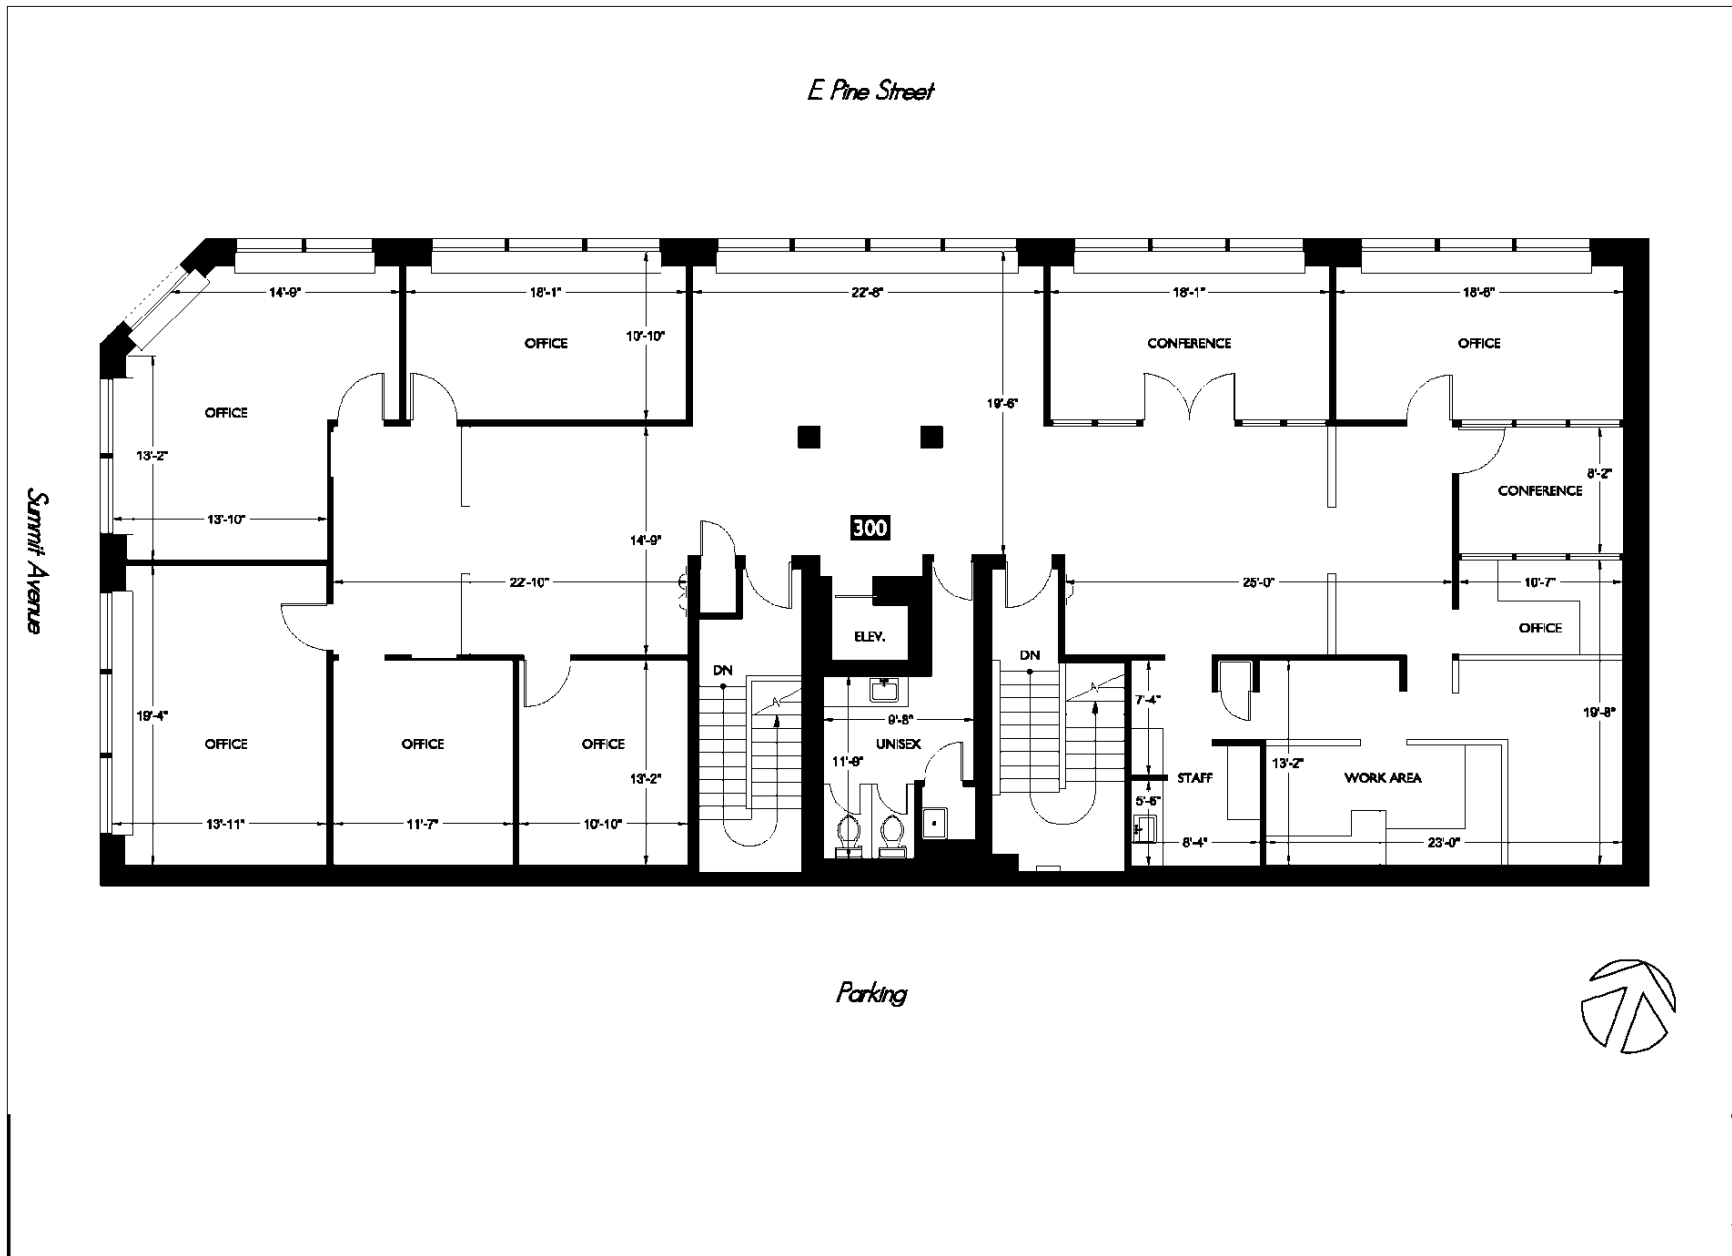 E Pine Street
14'-9"
18'-1"
22'-8"
18'-1"
18'-6"
10'-10"
OFFICE
CONFERENCE
OFFICE
19'-6"
OFFICE
13'-2"
8'-2"
CONFERENCE
Summit Avenue
13'-10"
300
14'-9"
22'-10"
25'-0"
10'-7"
ELEV.
OFFICE
DN
DN
7'-4"
19'-4"
9'-8"
19'-8"
OFFICE
OFFICE
OFFICE
UNISEX
11'-9"
13'-2"
13'-2"
STAFF
WORK AREA
5'-6"
13'-11"
11'-7"
10'-10"
8'-4"
23'-0"
Parking